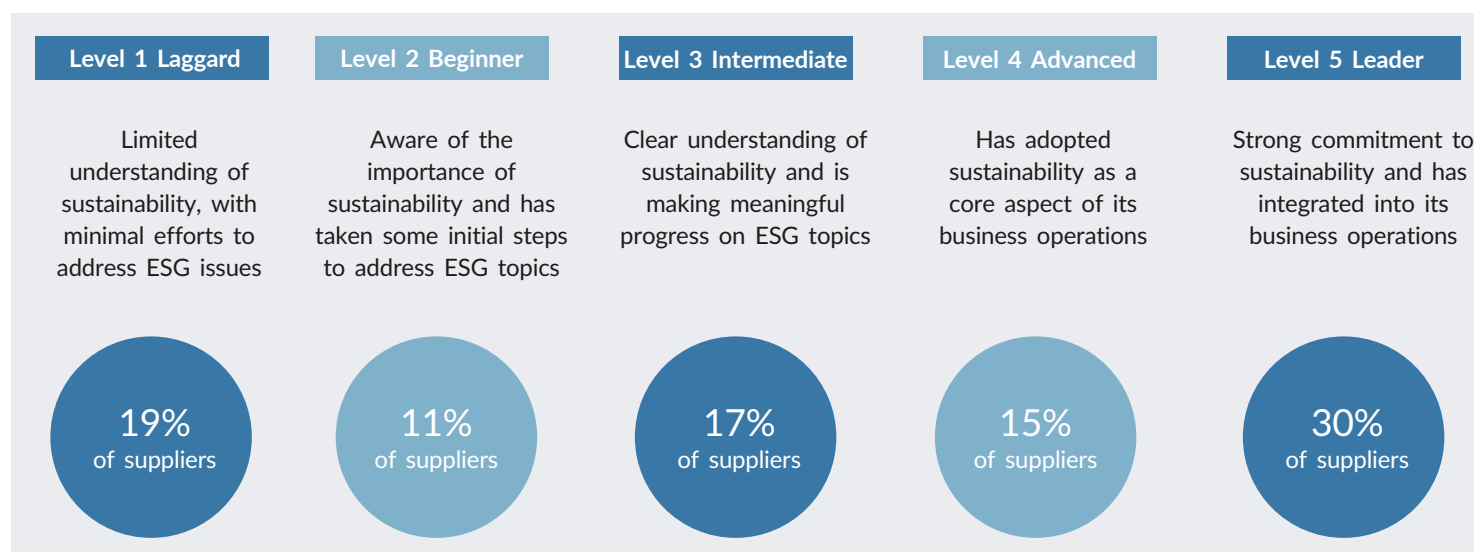 Level 1 Laggard
Limited
understanding of
sustainability, with
minimal efforts to
address ESG issues
19%
of suppliers
Level 2 Beginner
Aware of the
importance of
sustainability and has
taken some initial steps
to address ESG topics
11%
of suppliers
Level 3 Intermediate
Clear understanding of
sustainability and is
making meaningful
progress on ESG topics
17%
of suppliers
Level 4 Advanced
Has adopted
sustainability as a
core aspect of its
business operations
15%
of suppliers
Level 5 Leader
Strong commitment to
sustainability and has
integrated into its
business operations
30%
of suppliers